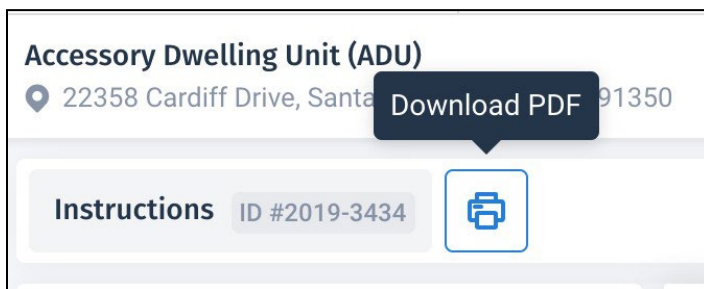 Accessory Dwelling Unit (ADU)
22358 Cardiff Drive, Santa 91350
Download PDF
Instructions ID #2019-3434